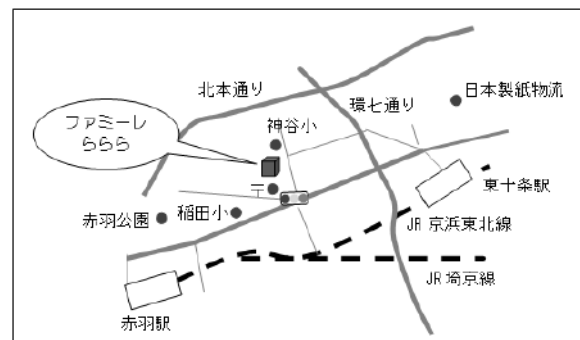 北本通り
環七通り
日本製紙物流
ファミーレ
ららら
神谷小
〒
東十条駅
赤羽公園
稲田小
JR 京浜東北線
JR 埼京線
赤羽駅